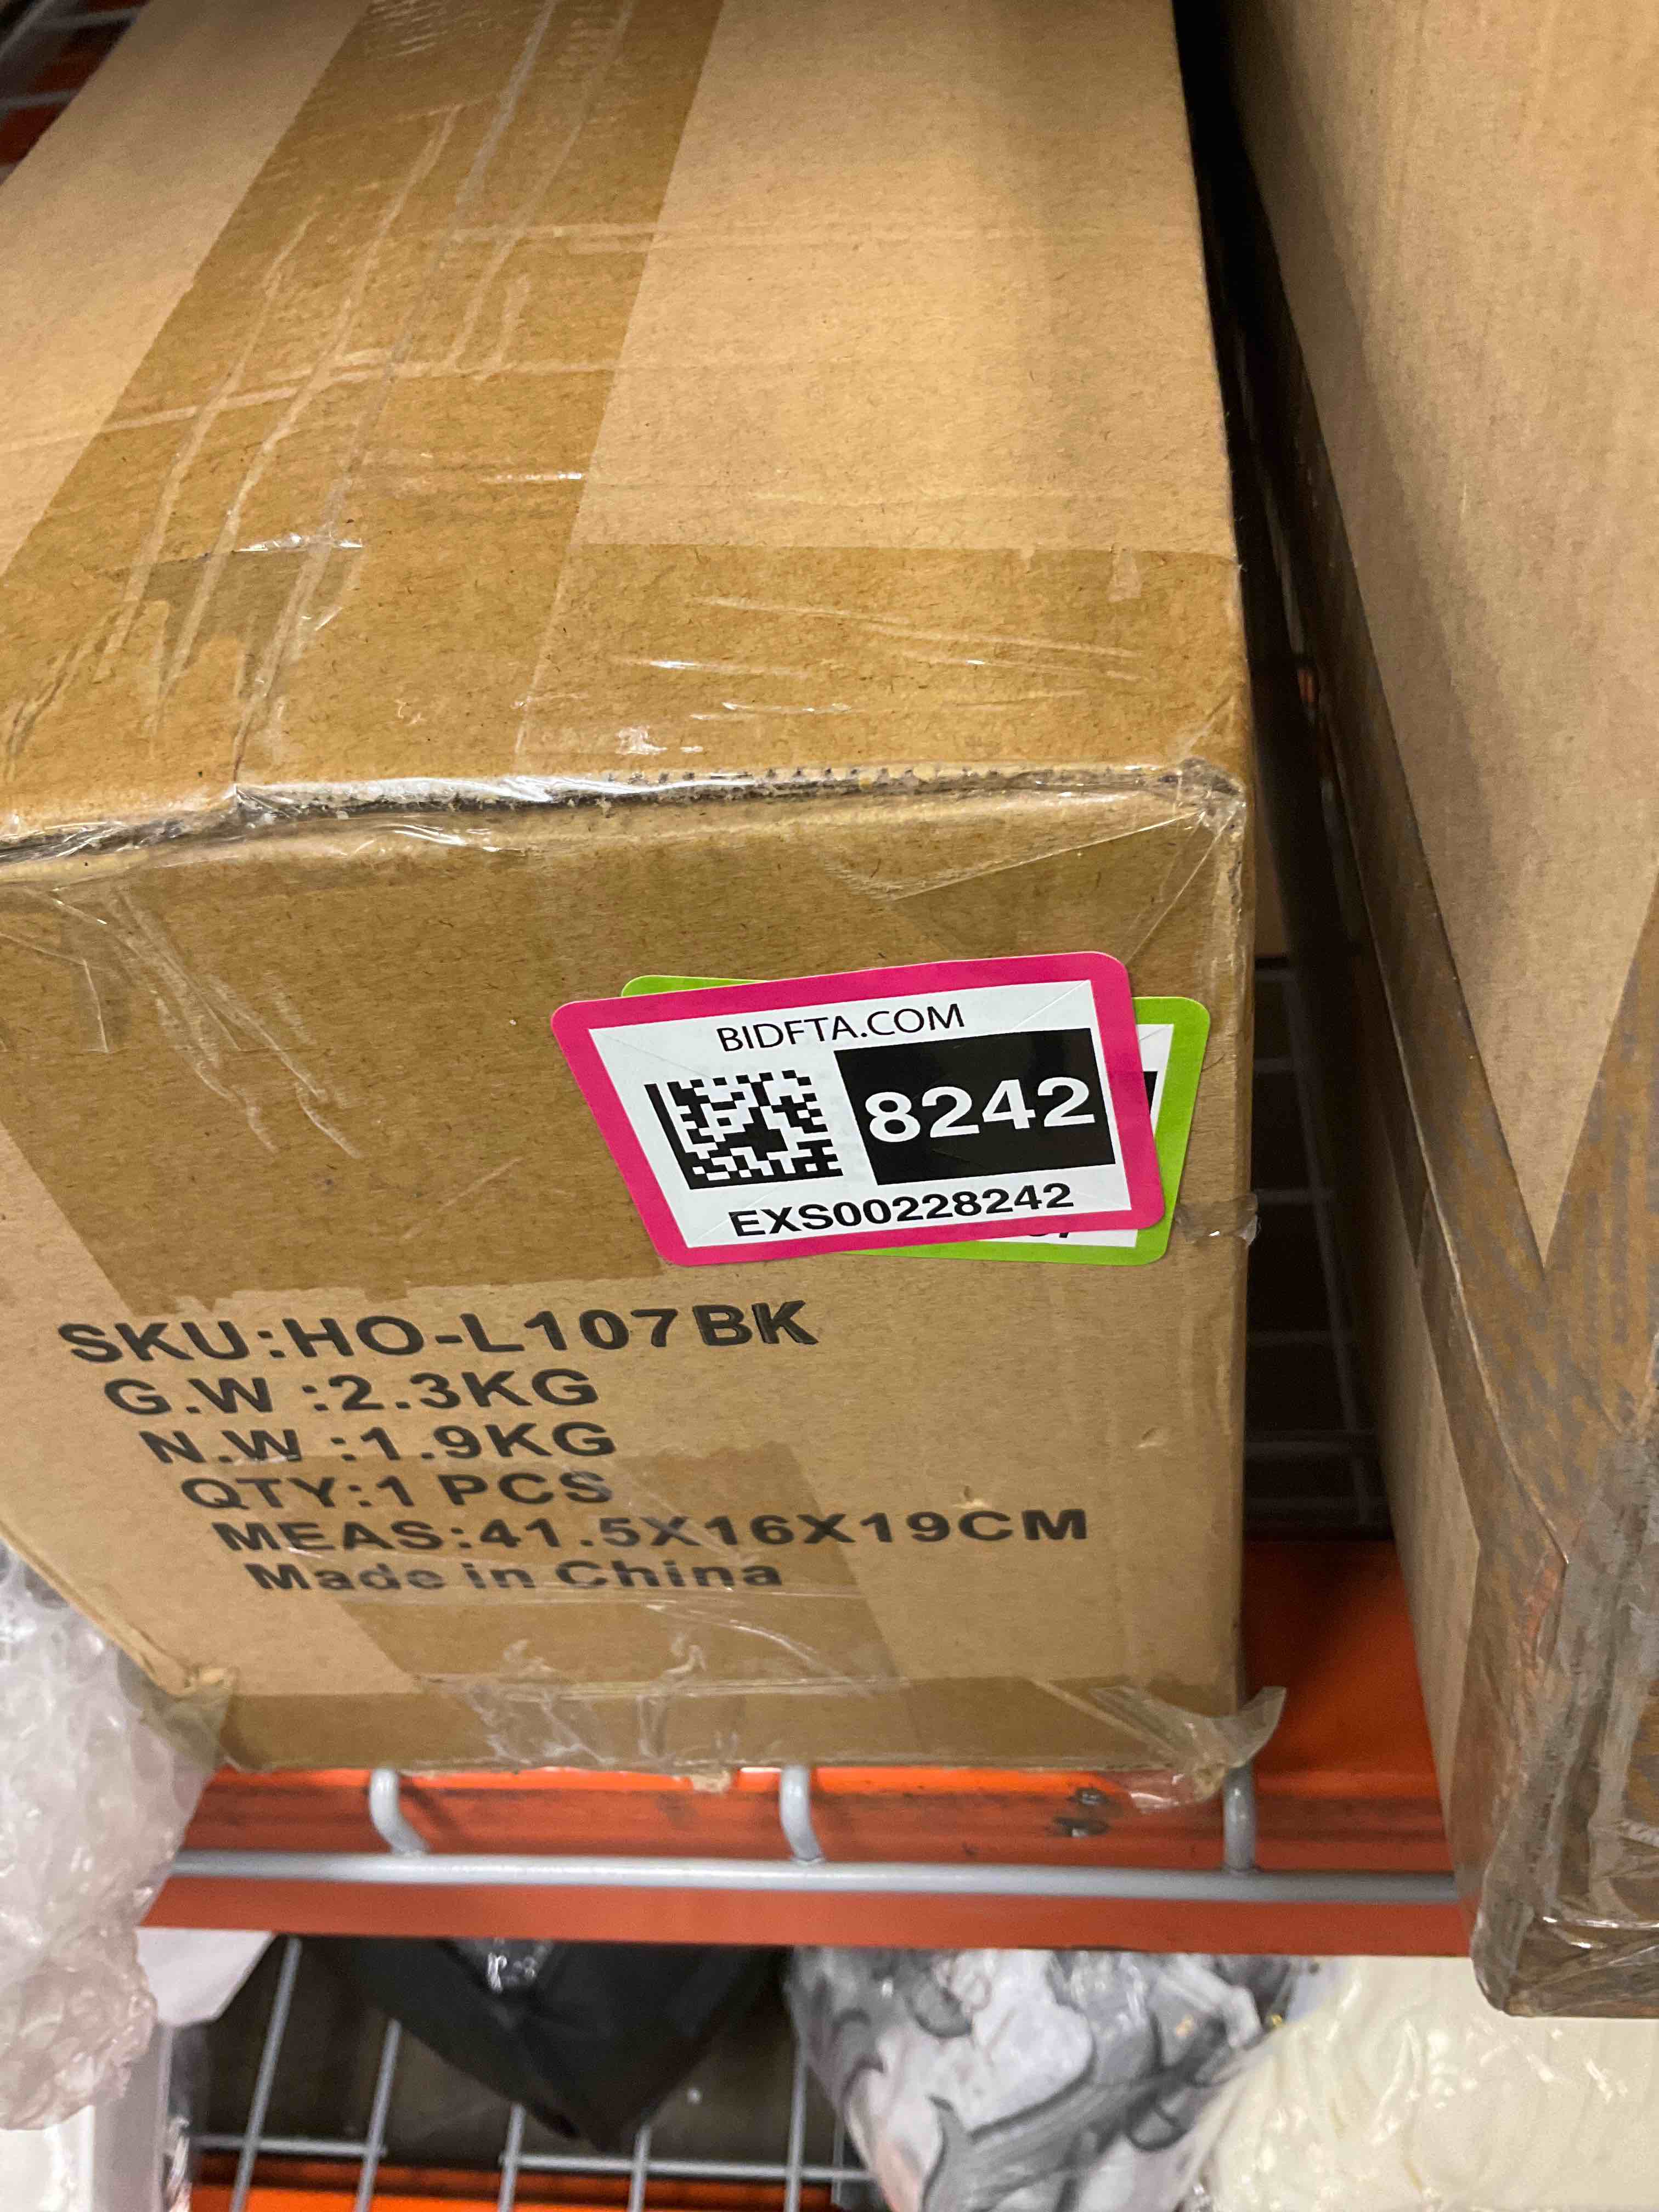 BIDFTA.COM
8242
EXS00228242
SKU:HO-L107BK
G.W :2.3KG
N.W :1.9KG
QTY:1 PCS
MEAS:41.5X16X19CM
Made in China